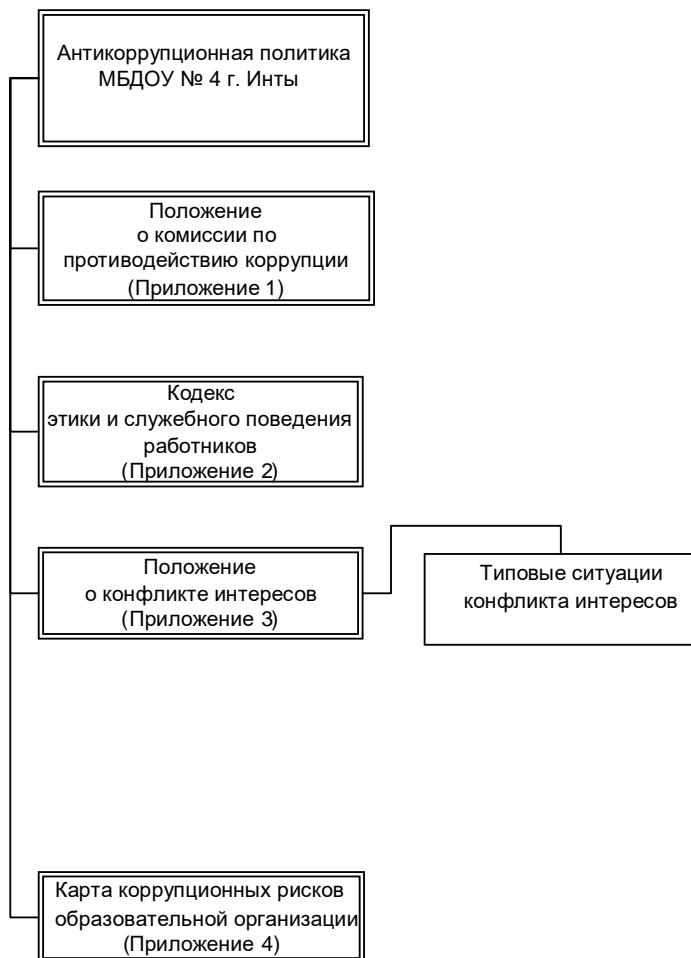 Антикоррупционная политика
МБДОУ № 4 г. Инты
Положение
о комиссии по
противодействию коррупции
(Приложение 1)
Кодекс
этики и служебного поведения
работников
(Приложение 2)
Положение
о конфликте интересов
(Приложение 3)
Типовые ситуации
конфликта интересов
Карта коррупционных рисков
образовательной организации
(Приложение 4)